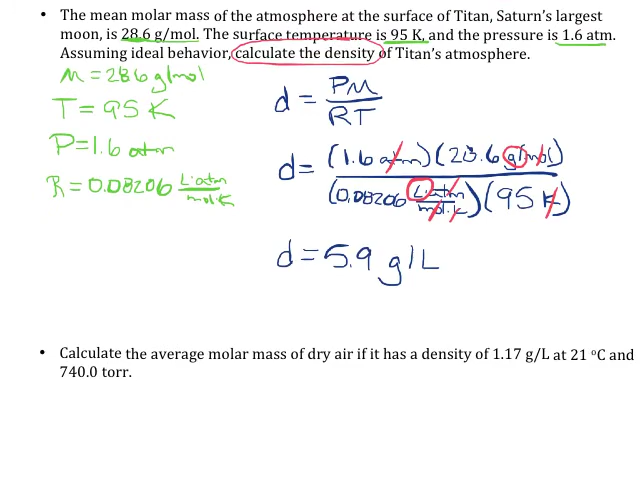 • The mean molar mass of the atmosphere at the surface of Titan, Saturn's largest
moon, is 28.6 g/mol. The surface temperature is 95 K, and the pressure is 1.6 atm.
Assuming ideal behavior, calculate the density of Titan's atmosphere.
M = 28.6 g/mol
T = 95 K
P = 1.6 atm
R = 0.08206 L·atm/mol·K
d = PM/RT
d = (1.6 atm)(28.6 g/mol)
(0.08206 L·atm/mol·K)(95 K)
d = 5.9 g/L
• Calculate the average molar mass of dry air if it has a density of 1.17 g/L at 21 °C and
740.0 torr.